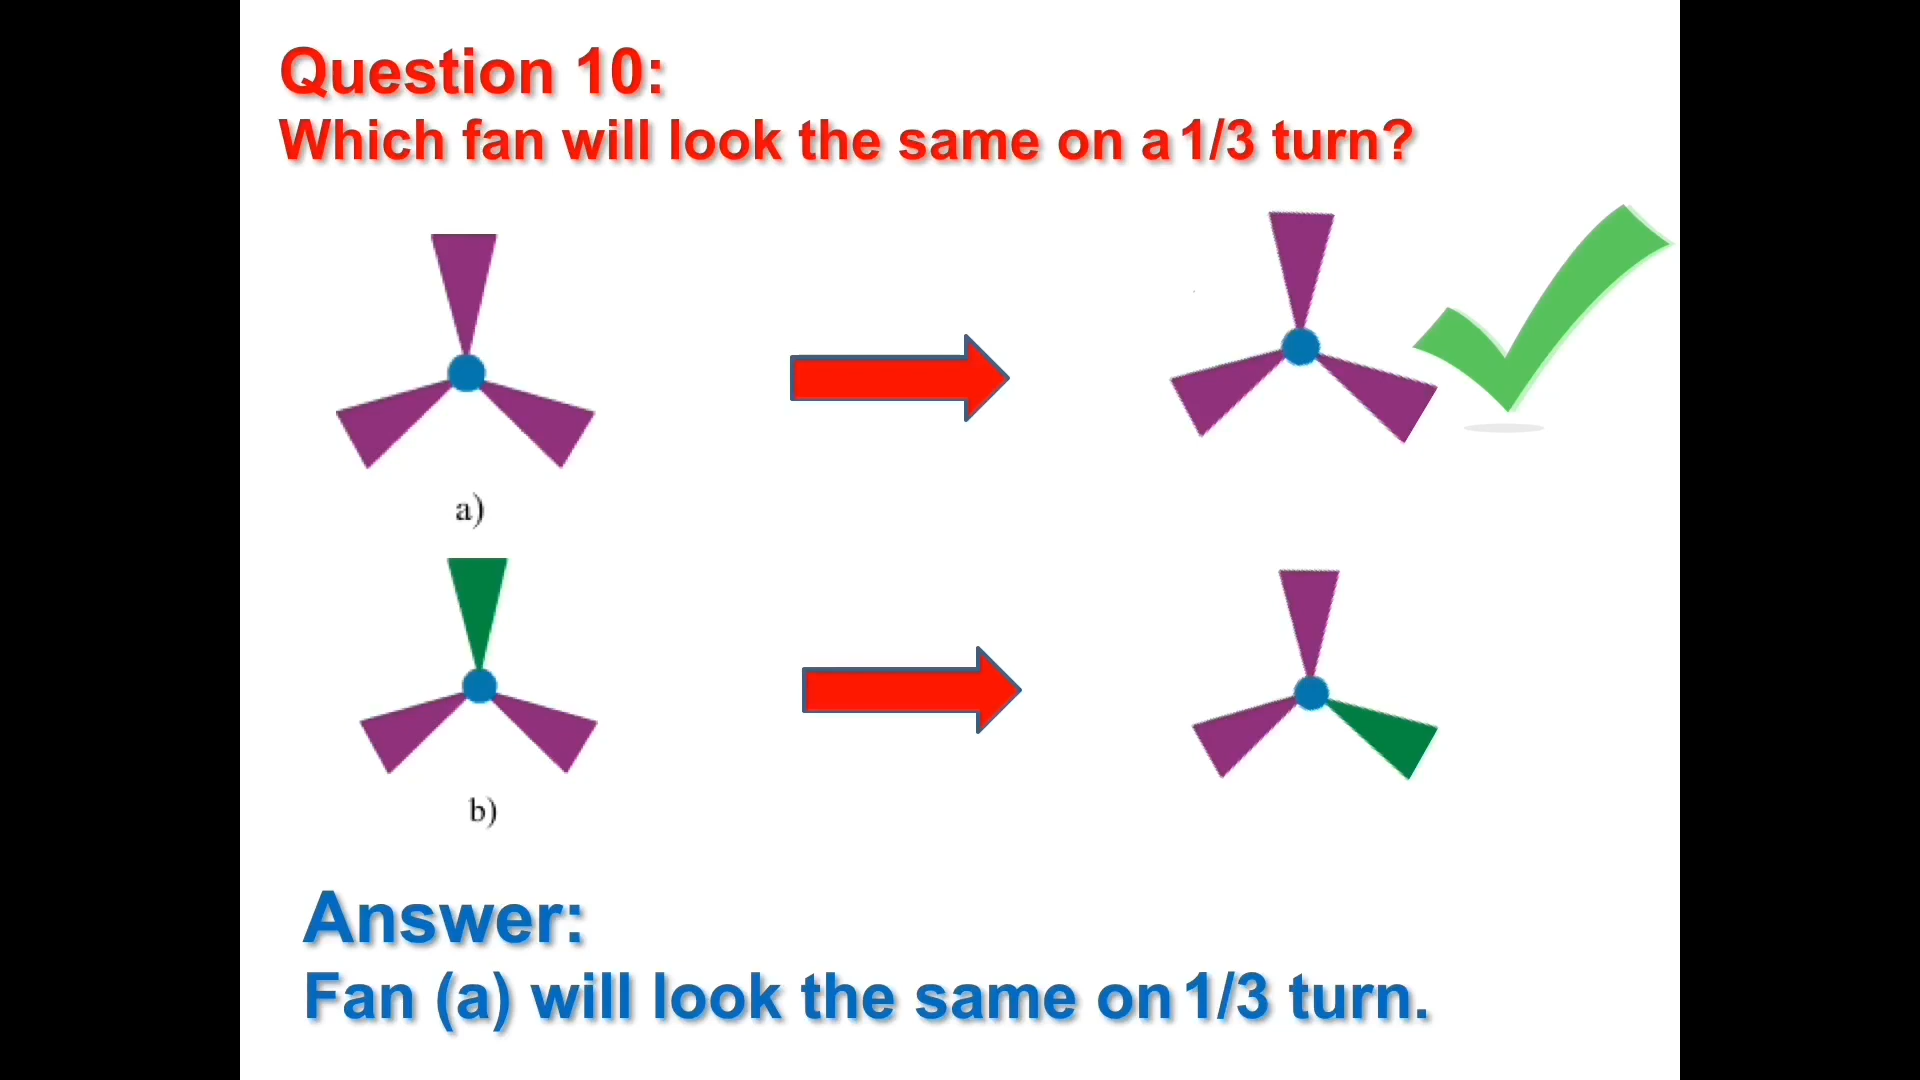 Question 10:
Which fan will look the same on a 1/3 turn?
a)
b)
Answer:
Fan (a) will look the same on 1/3 turn.